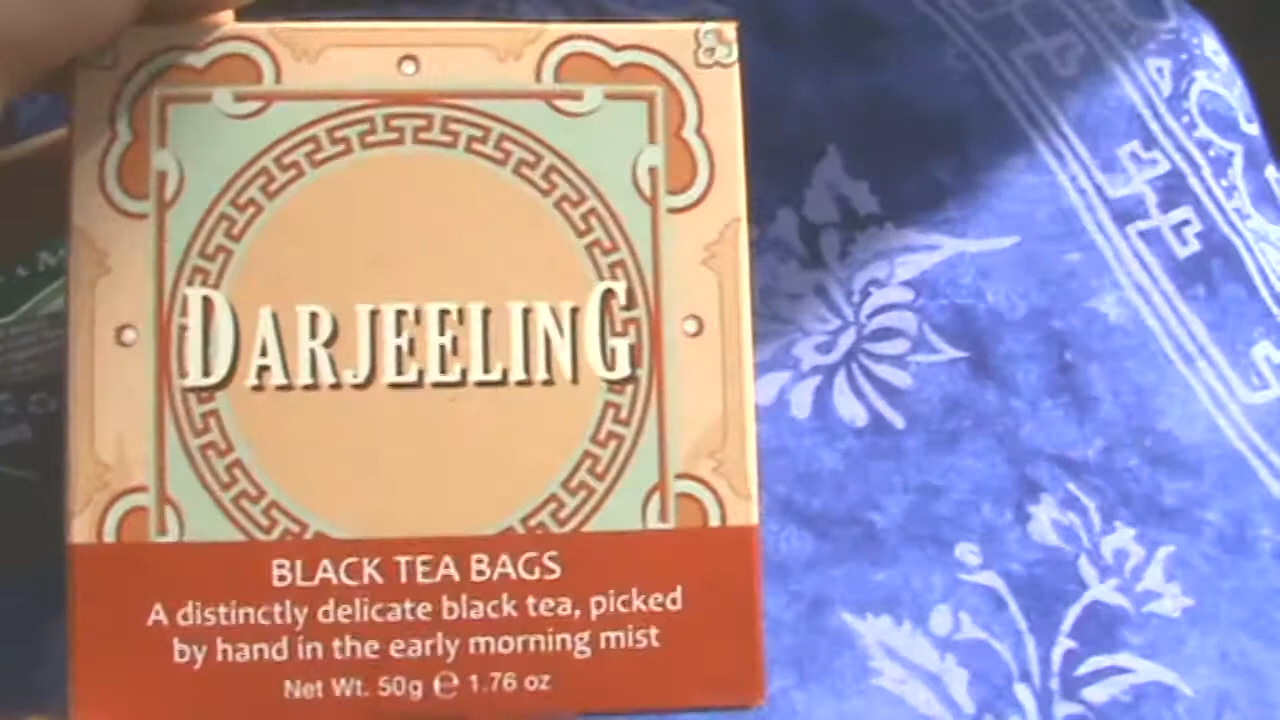 DARJEELING
BLACK TEA BAGS
A distinctly delicate black tea, picked
by hand in the early morning mist
Net Wt. 50g ℮ 1.76 oz